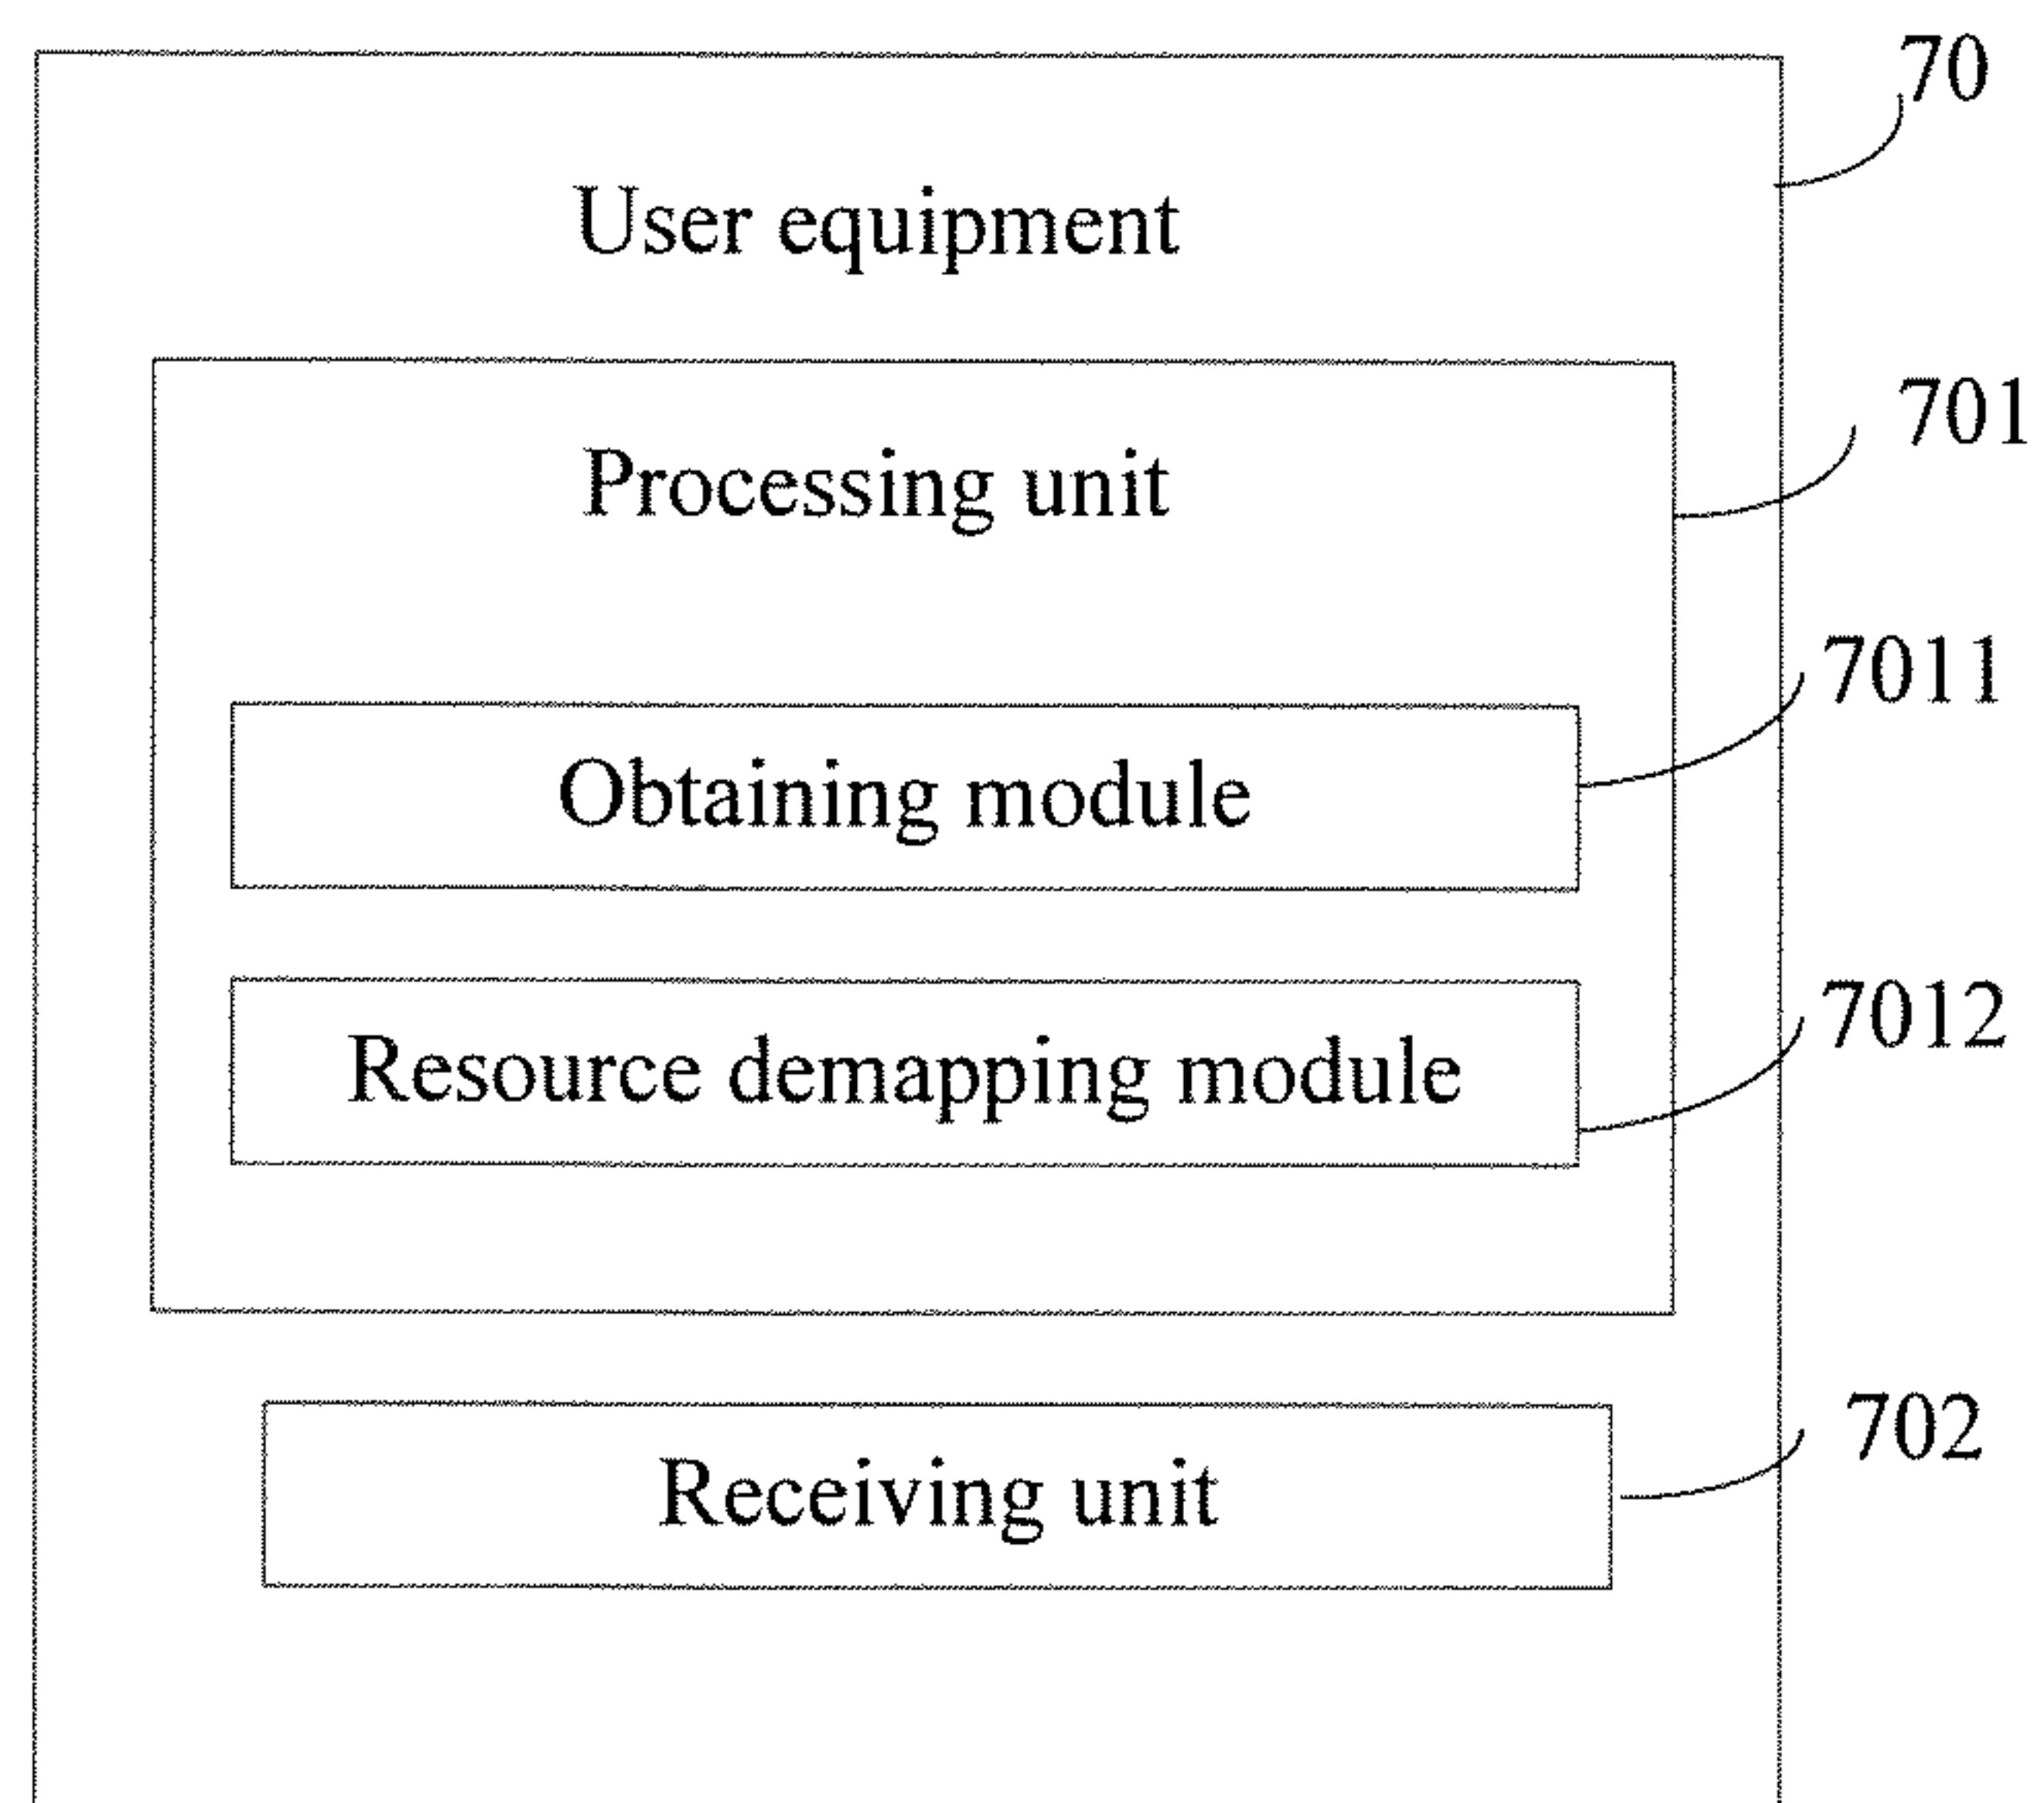 70
User equipment
701
Processing unit
7011
Obtaining module
7012
Resource demapping module
702
Receiving unit